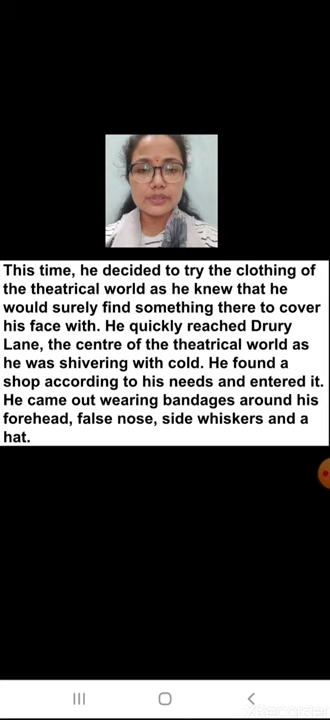 This time, he decided to try the clothing of
the theatrical world as he knew that he
would surely find something there to cover
his face with. He quickly reached Drury
Lane, the centre of the theatrical world as
he was shivering with cold. He found a
shop according to his needs and entered it.
He came out wearing bandages around his
forehead, false nose, side whiskers and a
hat.